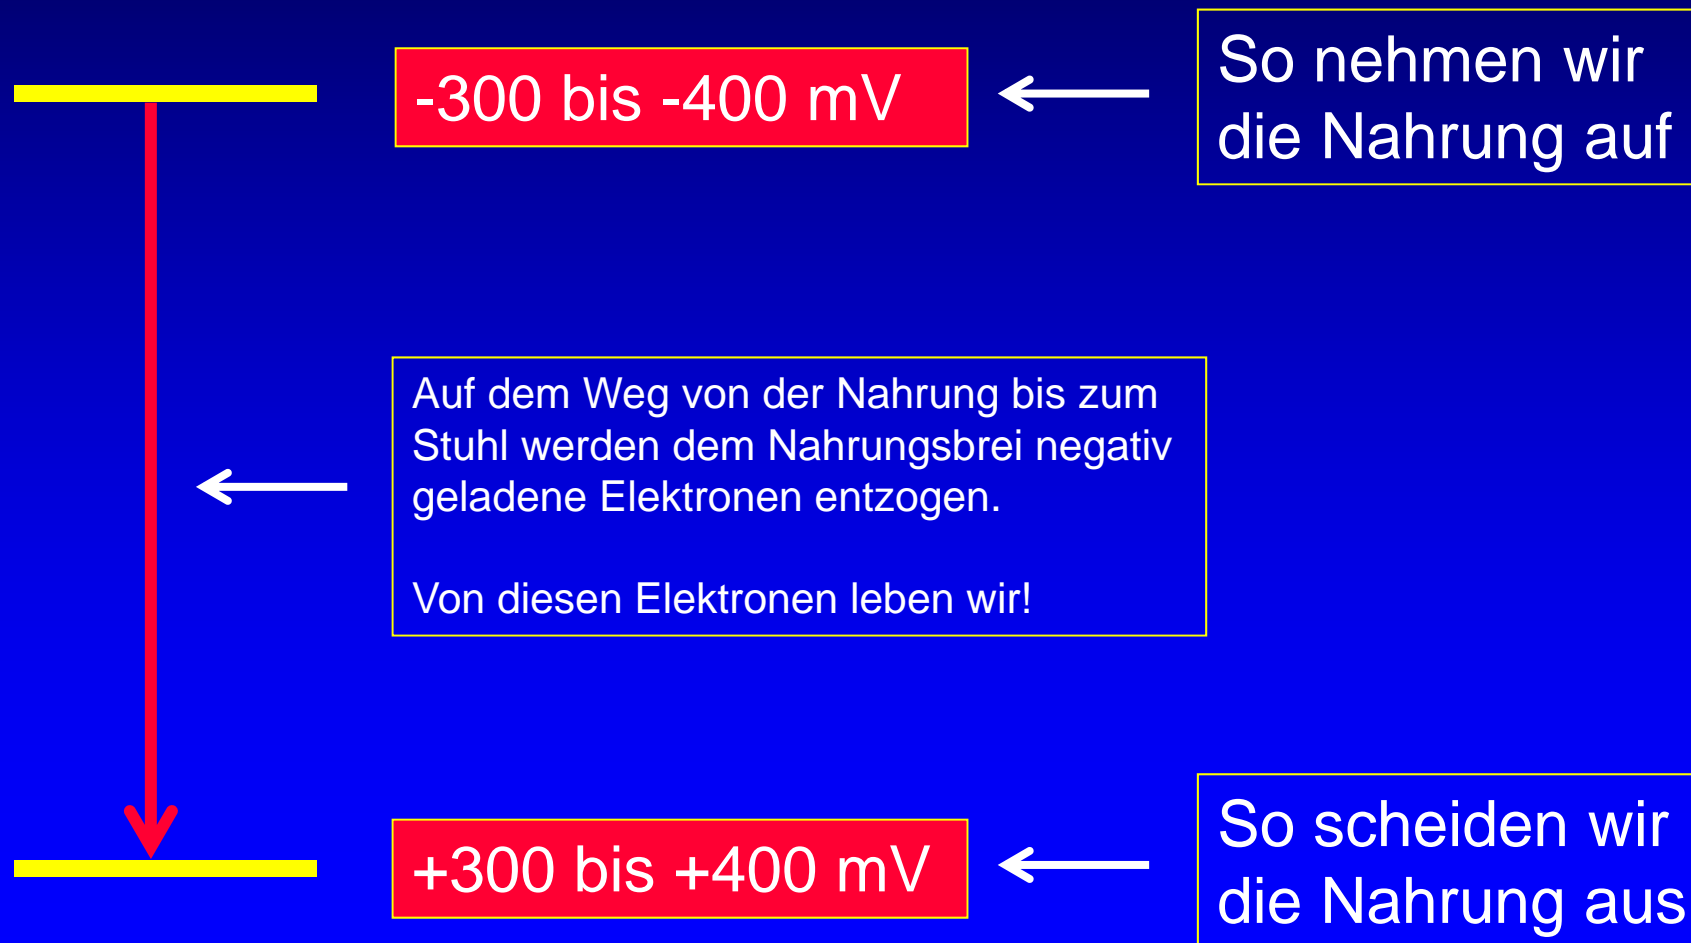 -300 bis -400 mV
So nehmen wir
die Nahrung auf
Auf dem Weg von der Nahrung bis zum
Stuhl werden dem Nahrungsbrei negativ
geladene Elektronen entzogen.
Von diesen Elektronen leben wir!
+300 bis +400 mV
So scheiden wir
die Nahrung aus